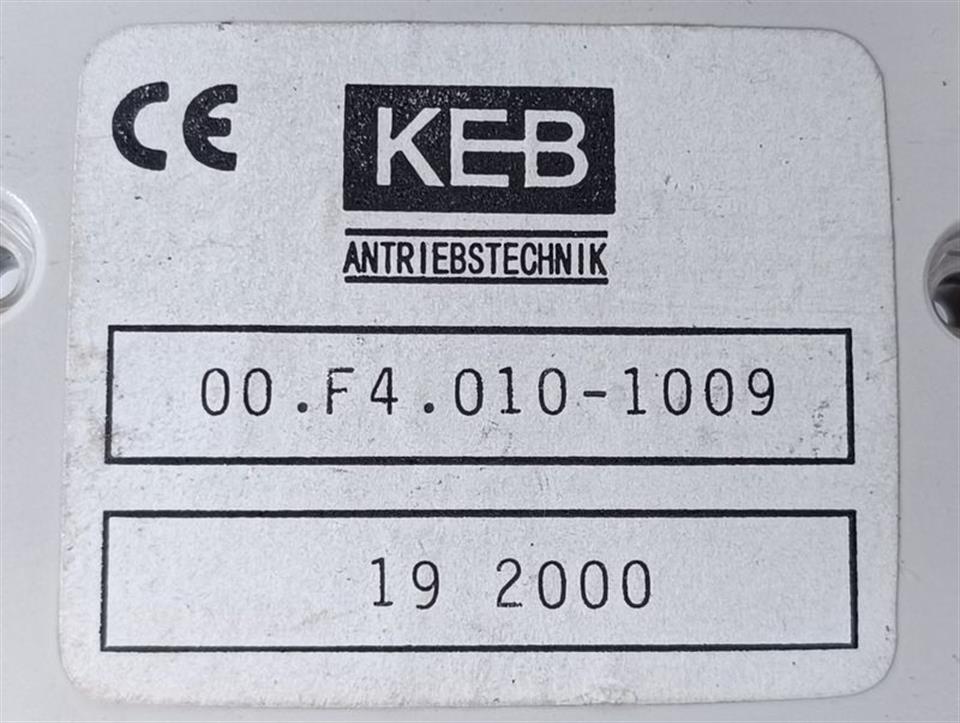 CE
KEB
ANTRIEBSTECHNIK
00.F4.010-1009
19 2000